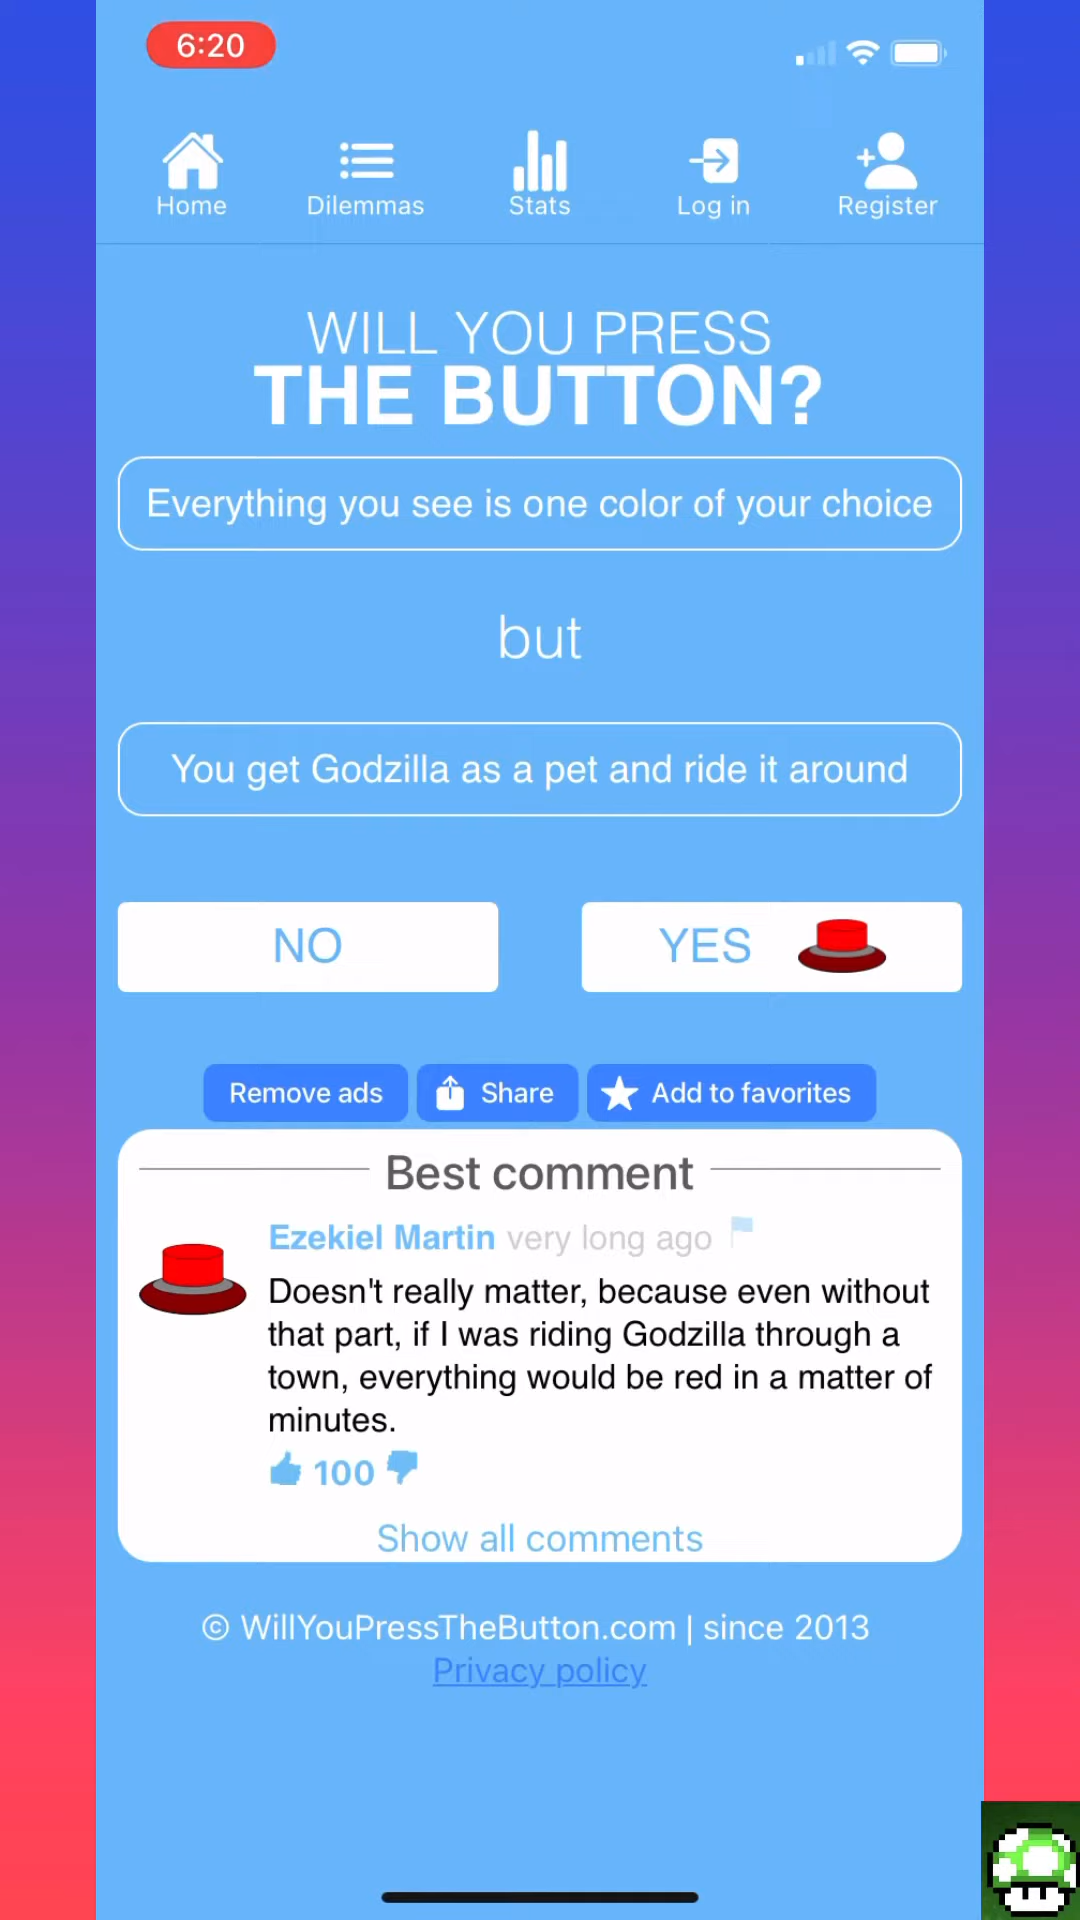 6:20
Home Dilemmas Stats Log in Register
WILL YOU PRESS
THE BUTTON?
Everything you see is one color of your choice
but
You get Godzilla as a pet and ride it around
NO YES
Remove ads Share Add to favorites
Best comment
Ezekiel Martin very long ago
Doesn't really matter, because even without
that part, if I was riding Godzilla through a
town, everything would be red in a matter of
minutes.
100
Show all comments
© WillYouPressTheButton.com | since 2013
Privacy policy